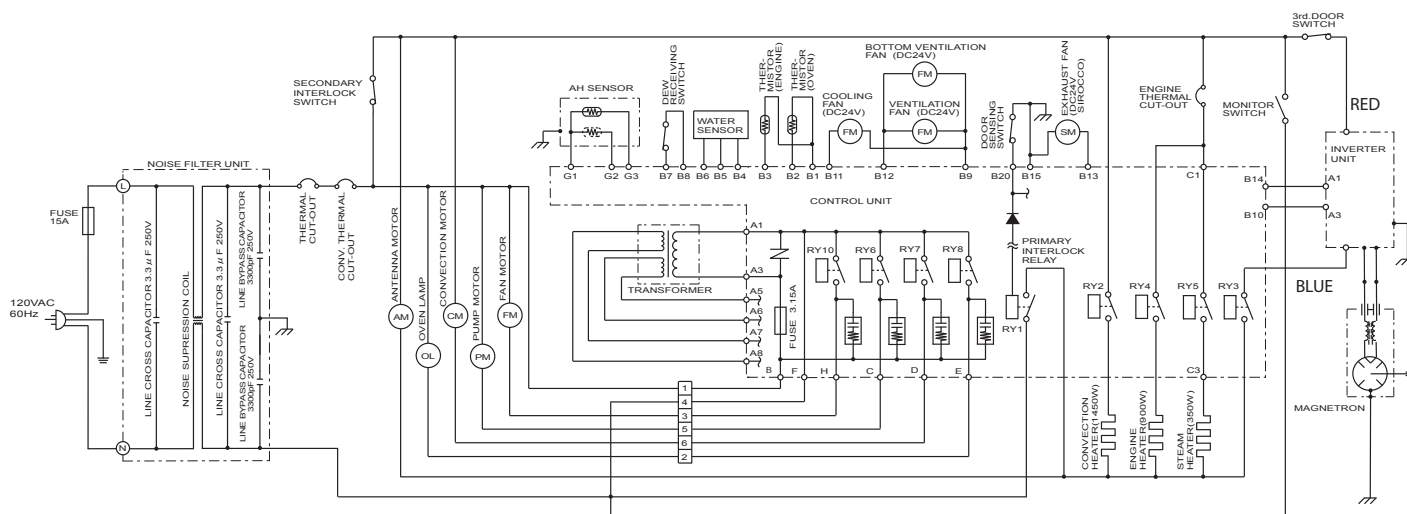 3rd.DOOR
SWITCH
BOTTOM VENTILATION
FAN (DC24V)
SECONDARY
INTERLOCK
SWITCH
AH SENSOR
DEW
RECEIVING
SWITCH
WATER
SENSOR
THER-
MISTOR
(ENGINE)
THER-
MISTOR
(OVEN)
COOLING
FAN
(DC24V)
VENTILATION
FAN(DC24V)
FM
FM
FM
DOOR
SENSING
SWITCH
EXHAUST FAN
(DC24V
SIROCCO)
SM
ENGINE
THERMAL
CUT-OUT
MONITOR
SWITCH
RED
INVERTER
UNIT
NOISE FILTER UNIT
G1
G2
G3
B7
B8
B6
B5
B4
B3
B2
B1
B11
B12
B9
B20
B15
B13
C1
B14
A1
B10
A3
CONTROL UNIT
L
FUSE
15A
LINE CROSS CAPACITOR 3.3μF 250V
NOISE SUPRESSION COIL
LINE CROSS CAPACITOR 3.3μF 250V
LINE BYPASS CAPACITOR
3300pF 250V
LINE BYPASS CAPACITOR
3300pF 250V
THERMAL
CUT-OUT
CONV. THERMAL
CUT-OUT
120VAC
60Hz
N
ANTENNA MOTOR
AM
OVEN LAMP
OL
CONVECTION MOTOR
CM
PUMP MOTOR
PM
FAN MOTOR
FM
TRANSFORMER
A1
A3
A5
A6
A7
A8
FUSE 3.15A
RY10
RY6
RY7
RY8
PRIMARY
INTERLOCK
RELAY
RY1
RY2
RY4
RY5
RY3
BLUE
B
F
H
C
D
E
C3
1
4
3
5
6
2
CONVECTION
HEATER(1450W)
ENGINE
HEATER(900W)
STEAM
HEATER(350W)
MAGNETRON